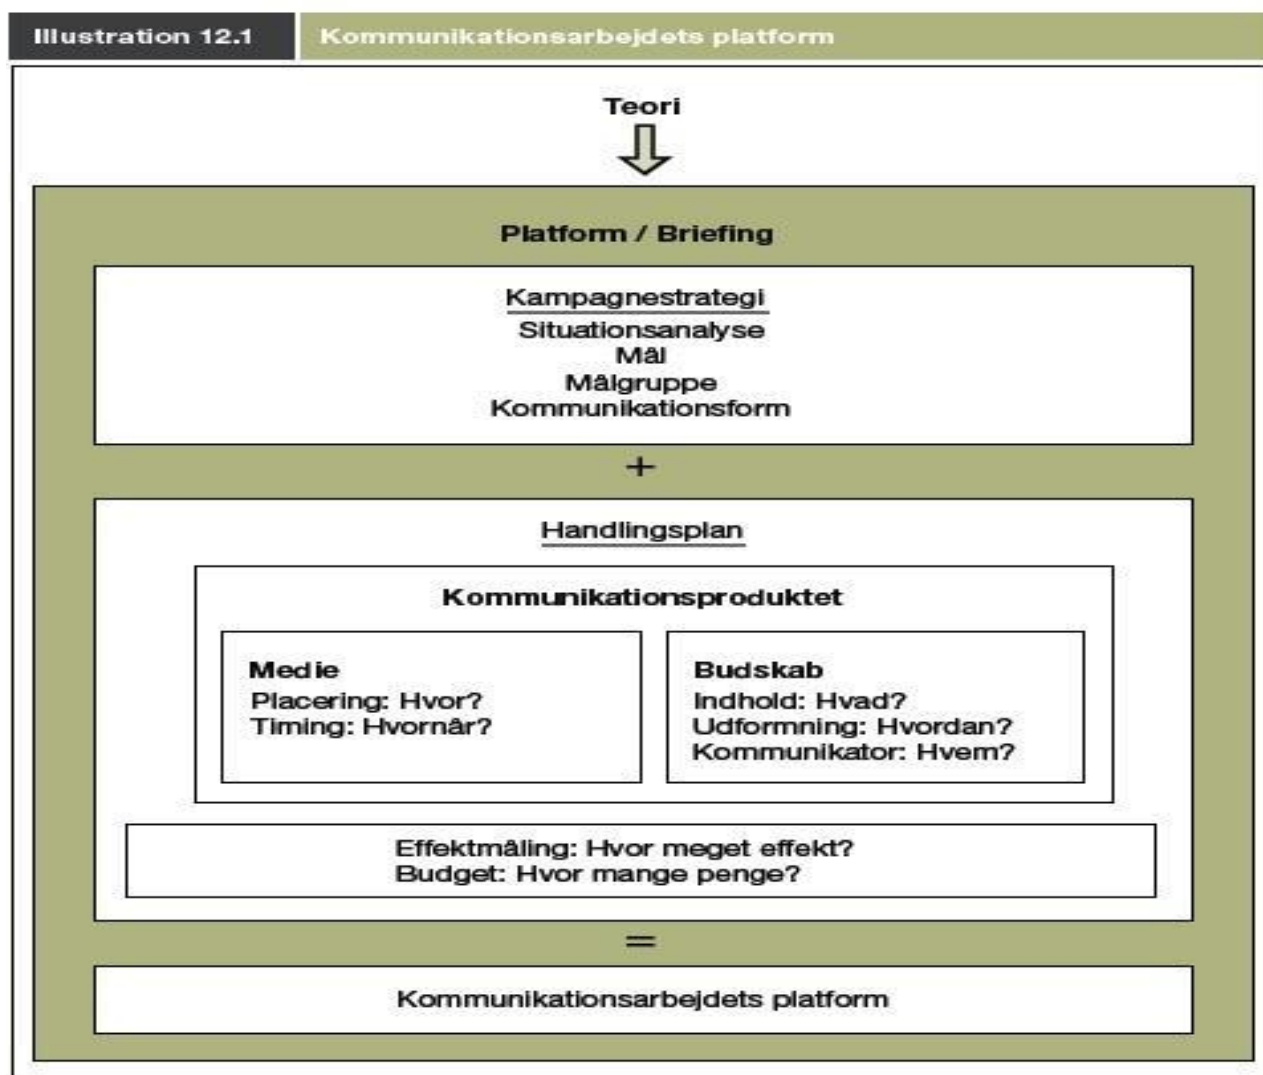 Illustration 12.1
Kommunikationsarbejdets platform
Teori
Platform / Briefing
Kampagnestrategi
Situationsanalyse
Mål
Målgruppe
Kommunikationsform
+
Handlingsplan
Kommunikationsproduktet
Medie
Placering: Hvor?
Timing: Hvornår?
Budskab
Indhold: Hvad?
Udformning: Hvordan?
Kommunikator: Hvem?
Effektmåling: Hvor meget effekt?
Budget: Hvor mange penge?
=
Kommunikationsarbejdets platform